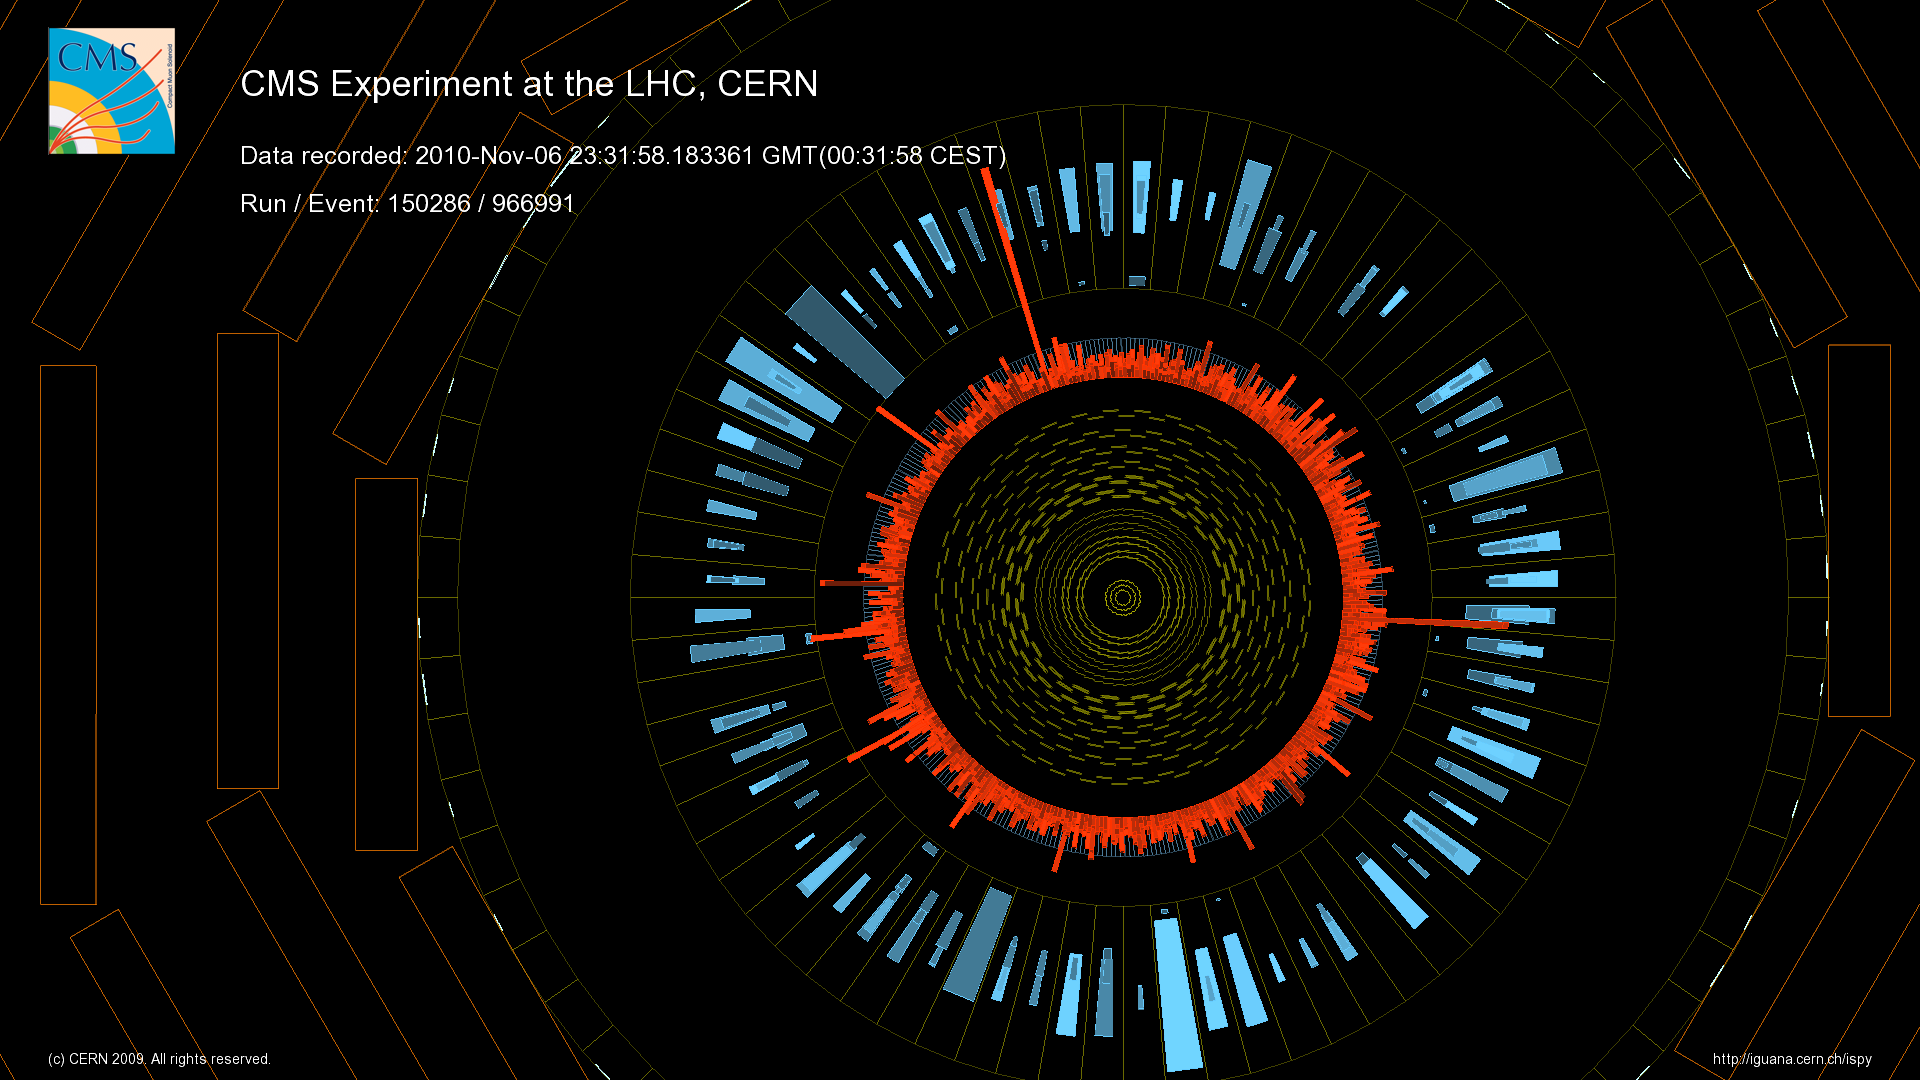 CMS
Compact Muon Solenoid
CMS Experiment at the LHC, CERN
Data recorded: 2010-Nov-06 23:31:58.183361 GMT(00:31:58 CEST)
Run / Event: 150286 / 966991
(c) CERN 2009. All rights reserved.
http://iguana.cern.ch/ispy